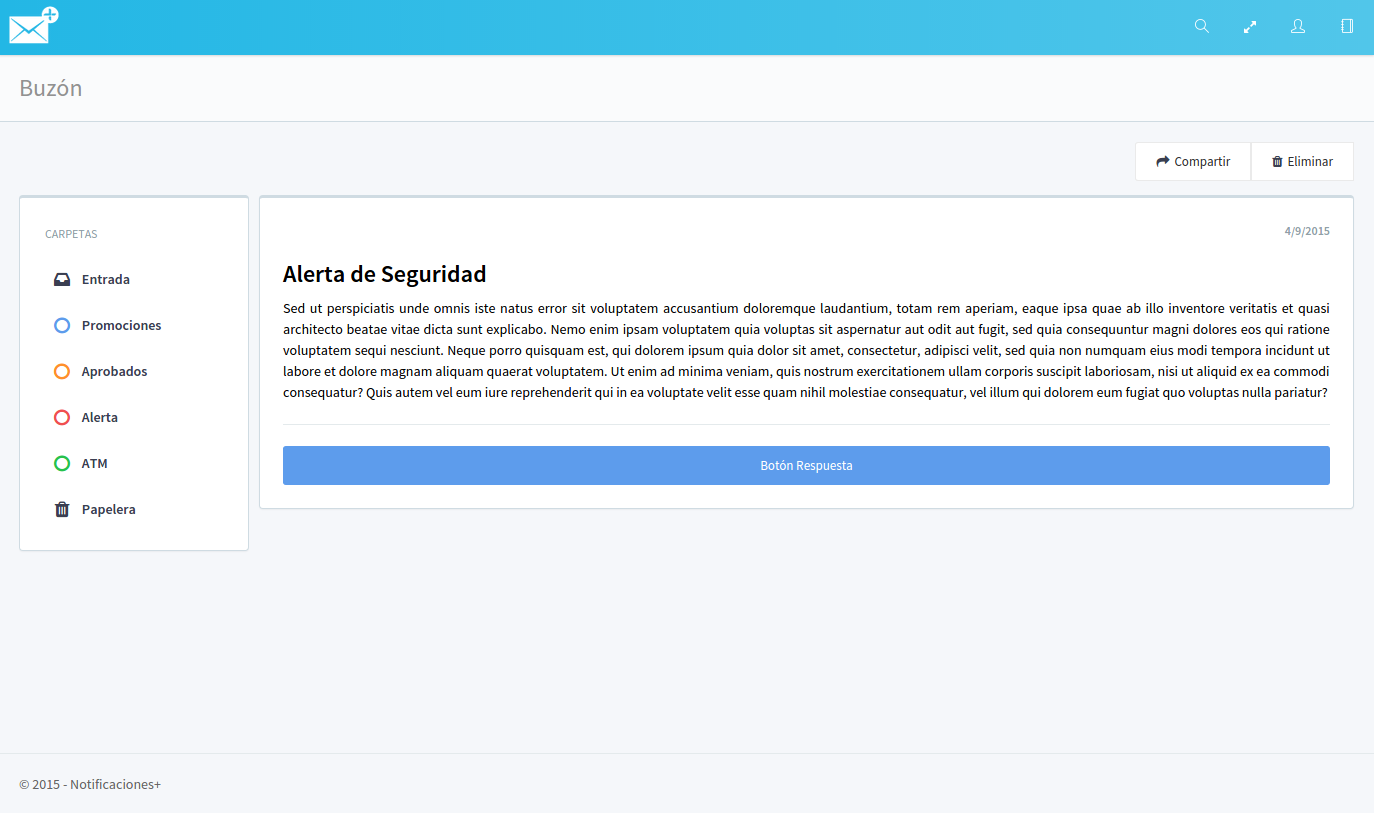 Buzón
Compartir
Eliminar
CARPETAS
Entrada
Promociones
Aprobados
Alerta
ATM
Papelera
4/9/2015
Alerta de Seguridad
Sed ut perspiciatis unde omnis iste natus error sit voluptatem accusantium doloremque laudantium, totam rem aperiam, eaque ipsa quae ab illo inventore veritatis et quasi
architecto beatae vitae dicta sunt explicabo. Nemo enim ipsam voluptatem quia voluptas sit aspernatur aut odit aut fugit, sed quia consequuntur magni dolores eos qui ratione
voluptatem sequi nesciunt. Neque porro quisquam est, qui dolorem ipsum quia dolor sit amet, consectetur, adipisci velit, sed quia non numquam eius modi tempora incidunt ut
labore et dolore magnam aliquam quaerat voluptatem. Ut enim ad minima veniam, quis nostrum exercitationem ullam corporis suscipit laboriosam, nisi ut aliquid ex ea commodi
consequatur? Quis autem vel eum iure reprehenderit qui in ea voluptate velit esse quam nihil molestiae consequatur, vel illum qui dolorem eum fugiat quo voluptas nulla pariatur?
Botón Respuesta
© 2015 - Notificaciones+